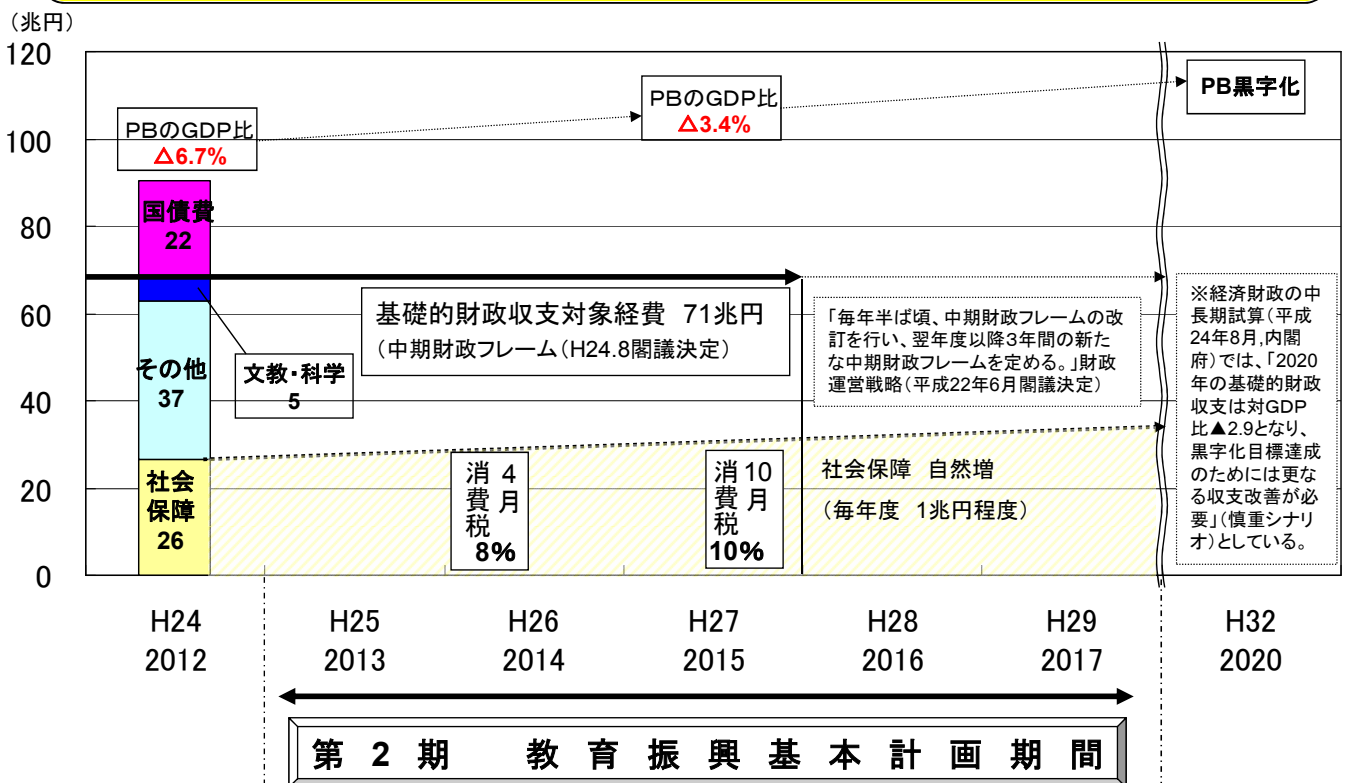 （兆円）
120
100
80
60
40
20
0
PBのGDP比
△6.7%
PBのGDP比
△3.4%
PB黒字化
国債費
22
その他
37
文教・科学
5
社会
保障
26
基礎的財政収支対象経費 71兆円
（中期財政フレーム（H24.8閣議決定）
「毎年半ば頃、中期財政フレームの改
訂を行い、翌年度以降3年間の新た
な中期財政フレームを定める。」財政
運営戦略（平成22年6月閣議決定）
※経済財政の中
長期試算（平成
24年8月,内閣
府）では、「2020
年の基礎的財政
収支は対GDP
比▲2.9となり、
黒字化目標達成
のためには更な
る収支改善が必
要」（慎重シナリ
オ）としている。
4月
消費税
8%
10月
消費税
10%
社会保障 自然増
（毎年度 1兆円程度）
H24 H25 H26 H27 H28 H29 H32
2012 2013 2014 2015 2016 2017 2020
第2期 教育振興基本計画期間